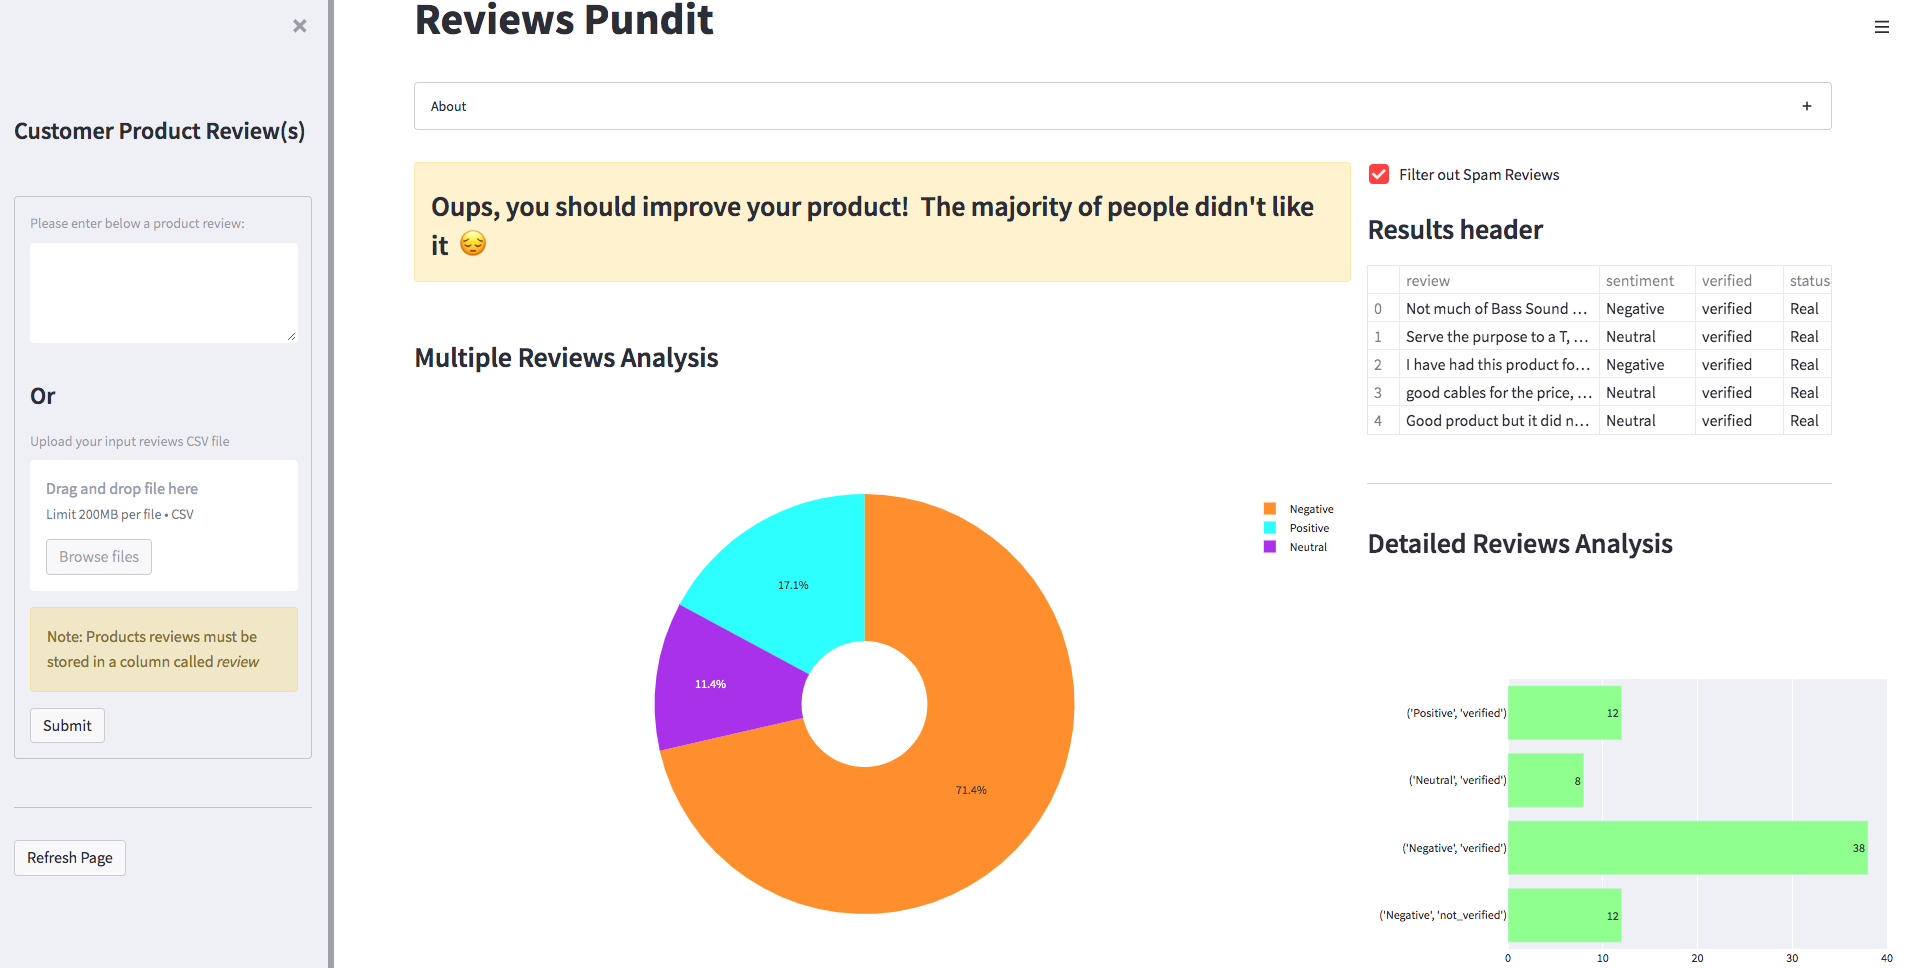 ×
Customer Product Review(s)
Please enter below a product review:
Or
Upload your input reviews CSV file
Drag and drop file here
Limit 200MB per file • CSV
Browse files
Note: Products reviews must be
stored in a column called review
Submit
Refresh Page
Reviews Pundit
About +
Oups, you should improve your product! The majority of people didn't like
it 😔
Multiple Reviews Analysis
Negative
Positive
Neutral
17.1%
11.4%
71.4%
Filter out Spam Reviews
Results header
review sentiment verified status
0 Not much of Bass Sound … Negative verified Real
1 Serve the purpose to a T, … Neutral verified Real
2 I have had this product fo… Negative verified Real
3 good cables for the price, … Neutral verified Real
4 Good product but it did n… Neutral verified Real
Detailed Reviews Analysis
('Positive', 'verified') 12
('Neutral', 'verified') 8
('Negative', 'verified') 38
('Negative', 'not_verified') 12
0 10 20 30 40